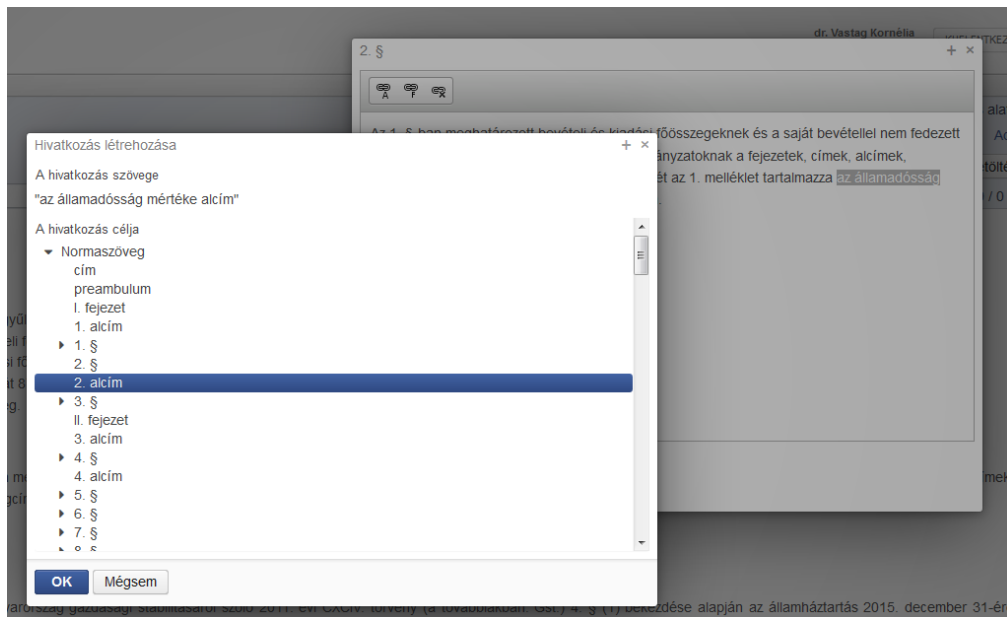 dr. Vastag Kornélia
2. §
Az 1. §-ban meghatározott bevételi és kiadási főösszegeknek és a saját bevétellel nem fedezett
a fejezetek, címek, alcímek,
az 1. melléklet tartalmazza az államadósság
Hivatkozás létrehozása
A hivatkozás szövege
"az államadósság mértéke alcím"
A hivatkozás célja
Normaszöveg
cím
preambulum
I. fejezet
1. alcím
1. §
2. §
2. alcím
3. §
II. fejezet
3. alcím
4. §
4. alcím
5. §
6. §
7. §
8. §
OK
Mégsem
gazdasági stabilitásáról szóló 2011. évi CXCIV. törvény (a továbbiakban: Gst.) 4. § (1) bekezdése alapján az államháztartás 2015. december